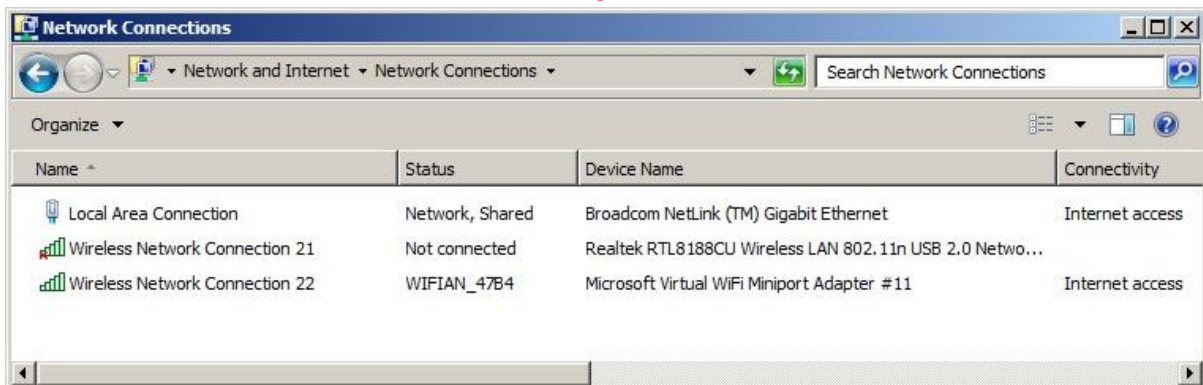 Network Connections
Network and Internet Network Connections Search Network Connections
Organize
Name Status Device Name Connectivity
Local Area Connection Network, Shared Broadcom NetLink (TM) Gigabit Ethernet Internet access
Wireless Network Connection 21 Not connected Realtek RTL8188CU Wireless LAN 802.11n USB 2.0 Netwo...
Wireless Network Connection 22 WIFIAN_47B4 Microsoft Virtual WiFi Miniport Adapter #11 Internet access